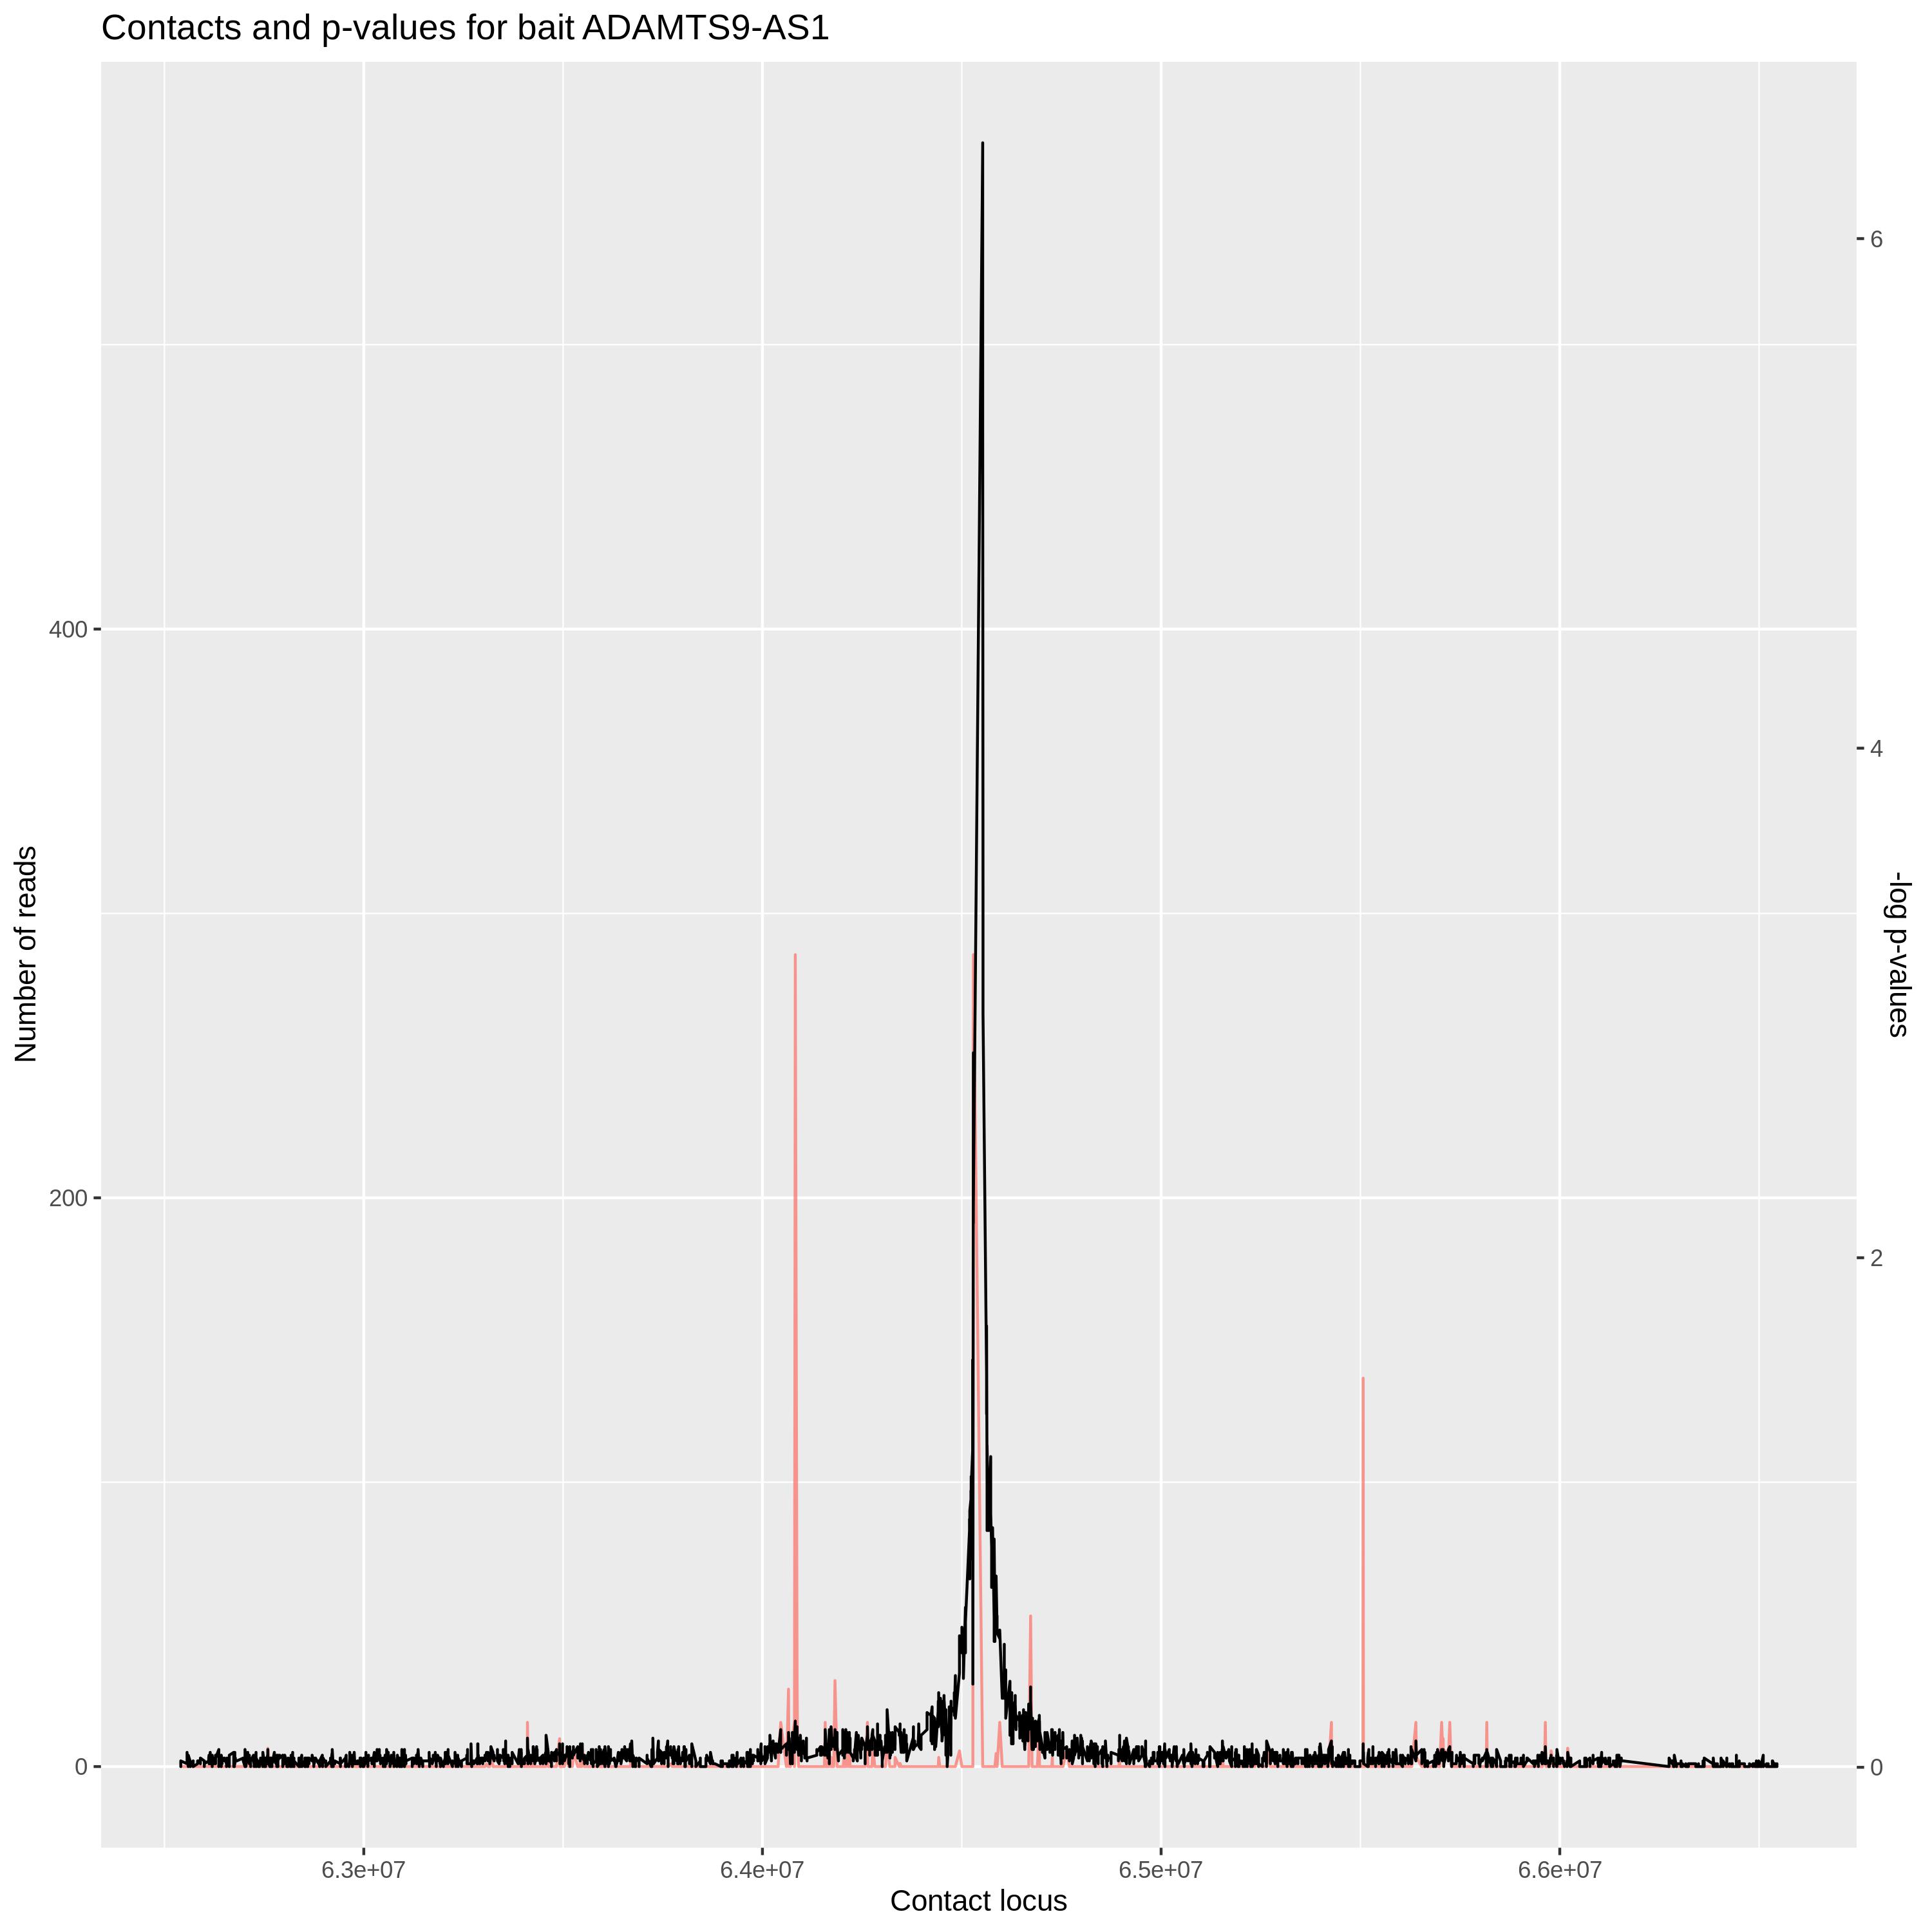 Contacts and p-values for bait ADAMTS9-AS1
Number of reads
400
200
0
6
4
2
0
-log p-values
6.3e+07 6.4e+07 6.5e+07 6.6e+07
Contact locus